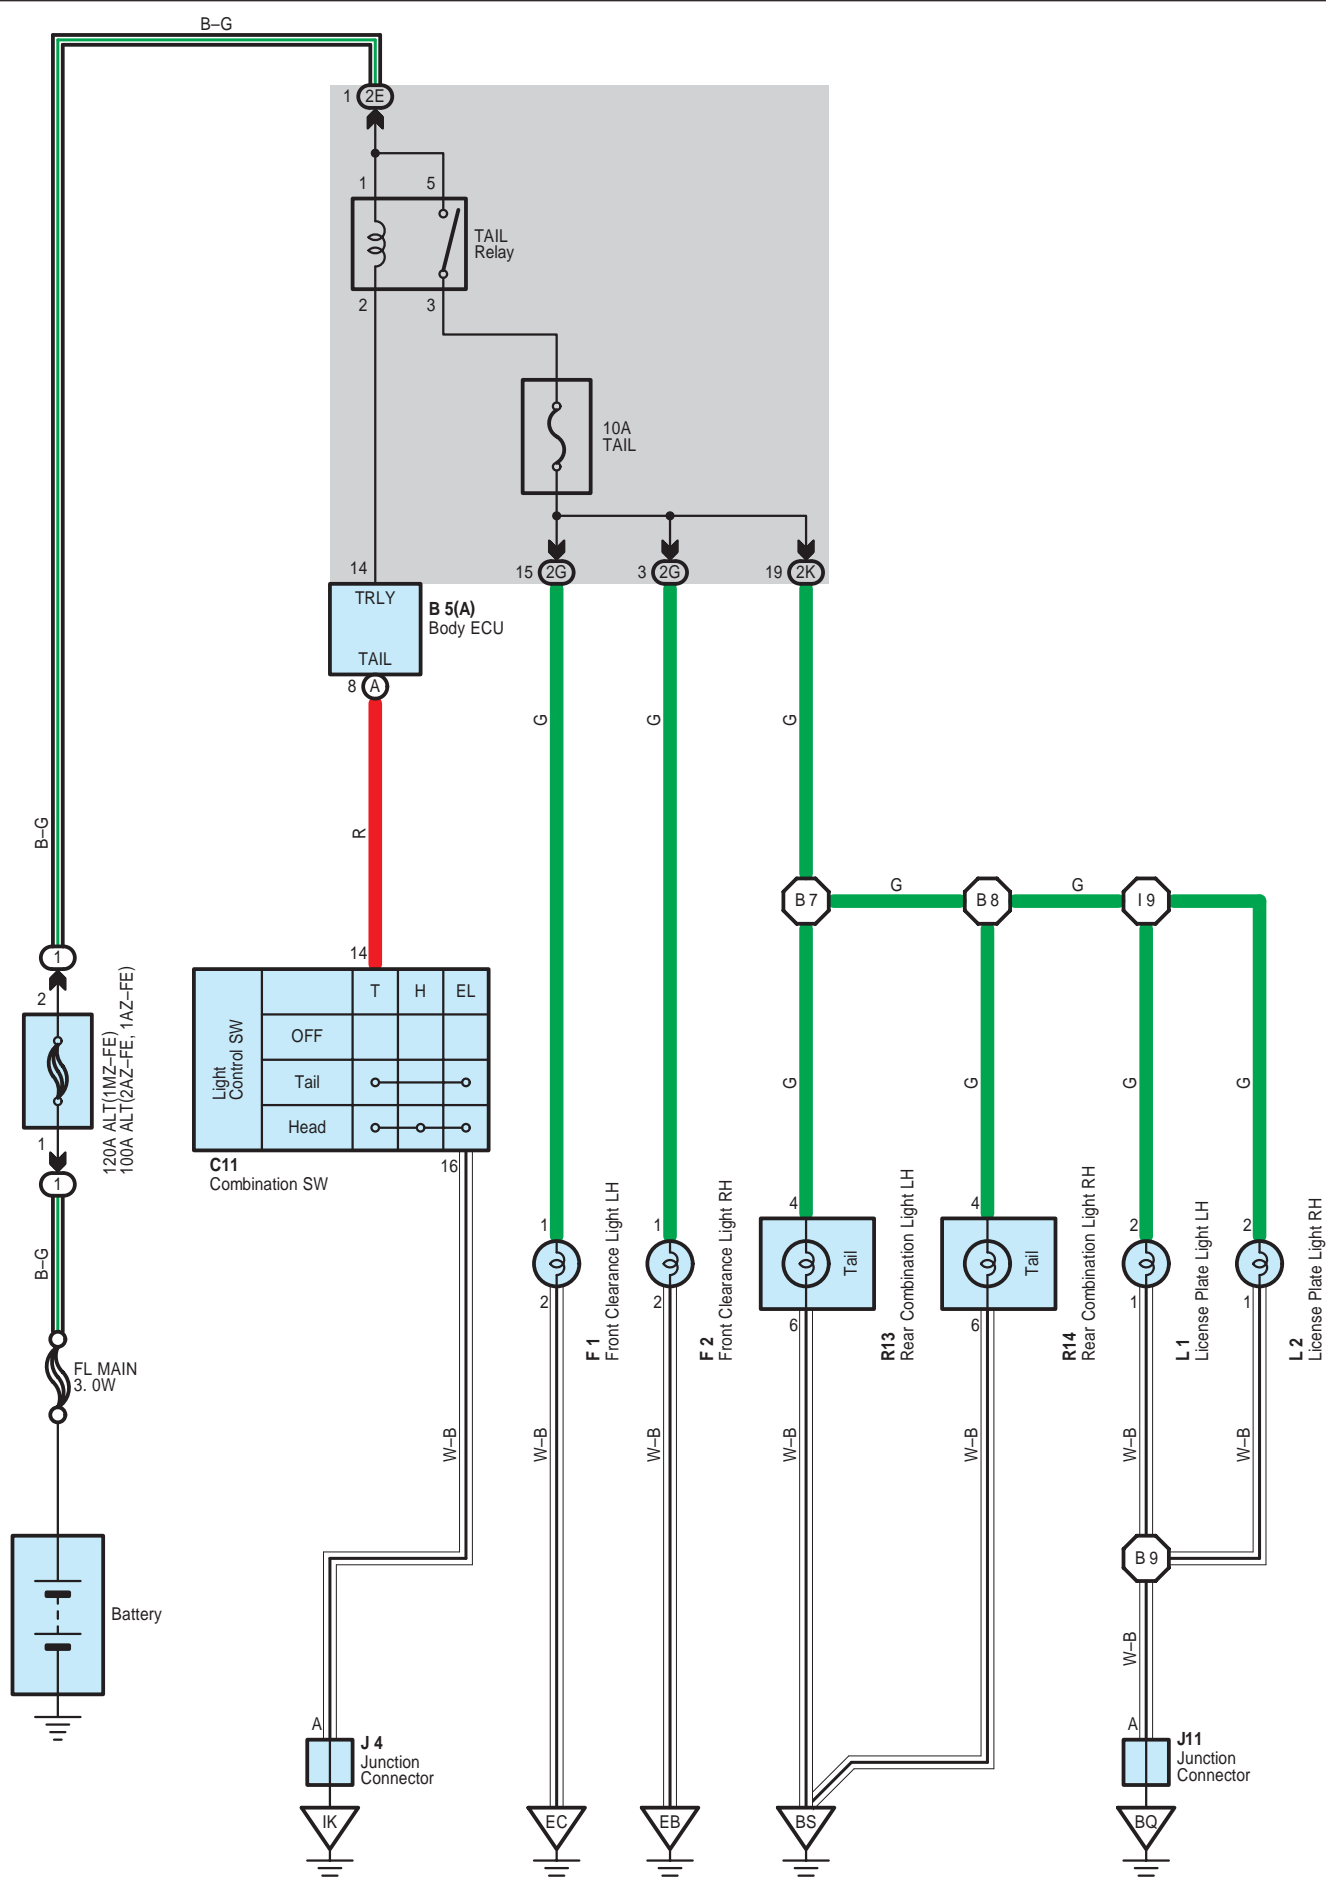 B–G
1
2E
1
5
TAIL
Relay
2
3
10A
TAIL
14
15
2G
3
2G
19
2K
TRLY
TAIL
B 5(A)
Body ECU
8
A
G
G
G
R
B–G
B 7
G
B 8
G
I 9
1
2
120A ALT(1MZ–FE)
100A ALT(2AZ–FE, 1AZ–FE)
1
1
14
Light
Control SW
T
H
EL
OFF
Tail
Head
C11
Combination SW
16
G
G
G
G
B–G
1
2
F 1
Front Clearance Light LH
1
2
F 2
Front Clearance Light RH
4
Tail
6
R13
Rear Combination Light LH
4
Tail
6
R14
Rear Combination Light RH
2
1
L 1
License Plate Light LH
2
1
L 2
License Plate Light RH
FL MAIN
3. 0W
W–B
W–B
W–B
W–B
W–B
W–B
W–B
B 9
Battery
W–B
A
J 4
Junction
Connector
A
J11
Junction
Connector
IK
EC
EB
BS
BQ